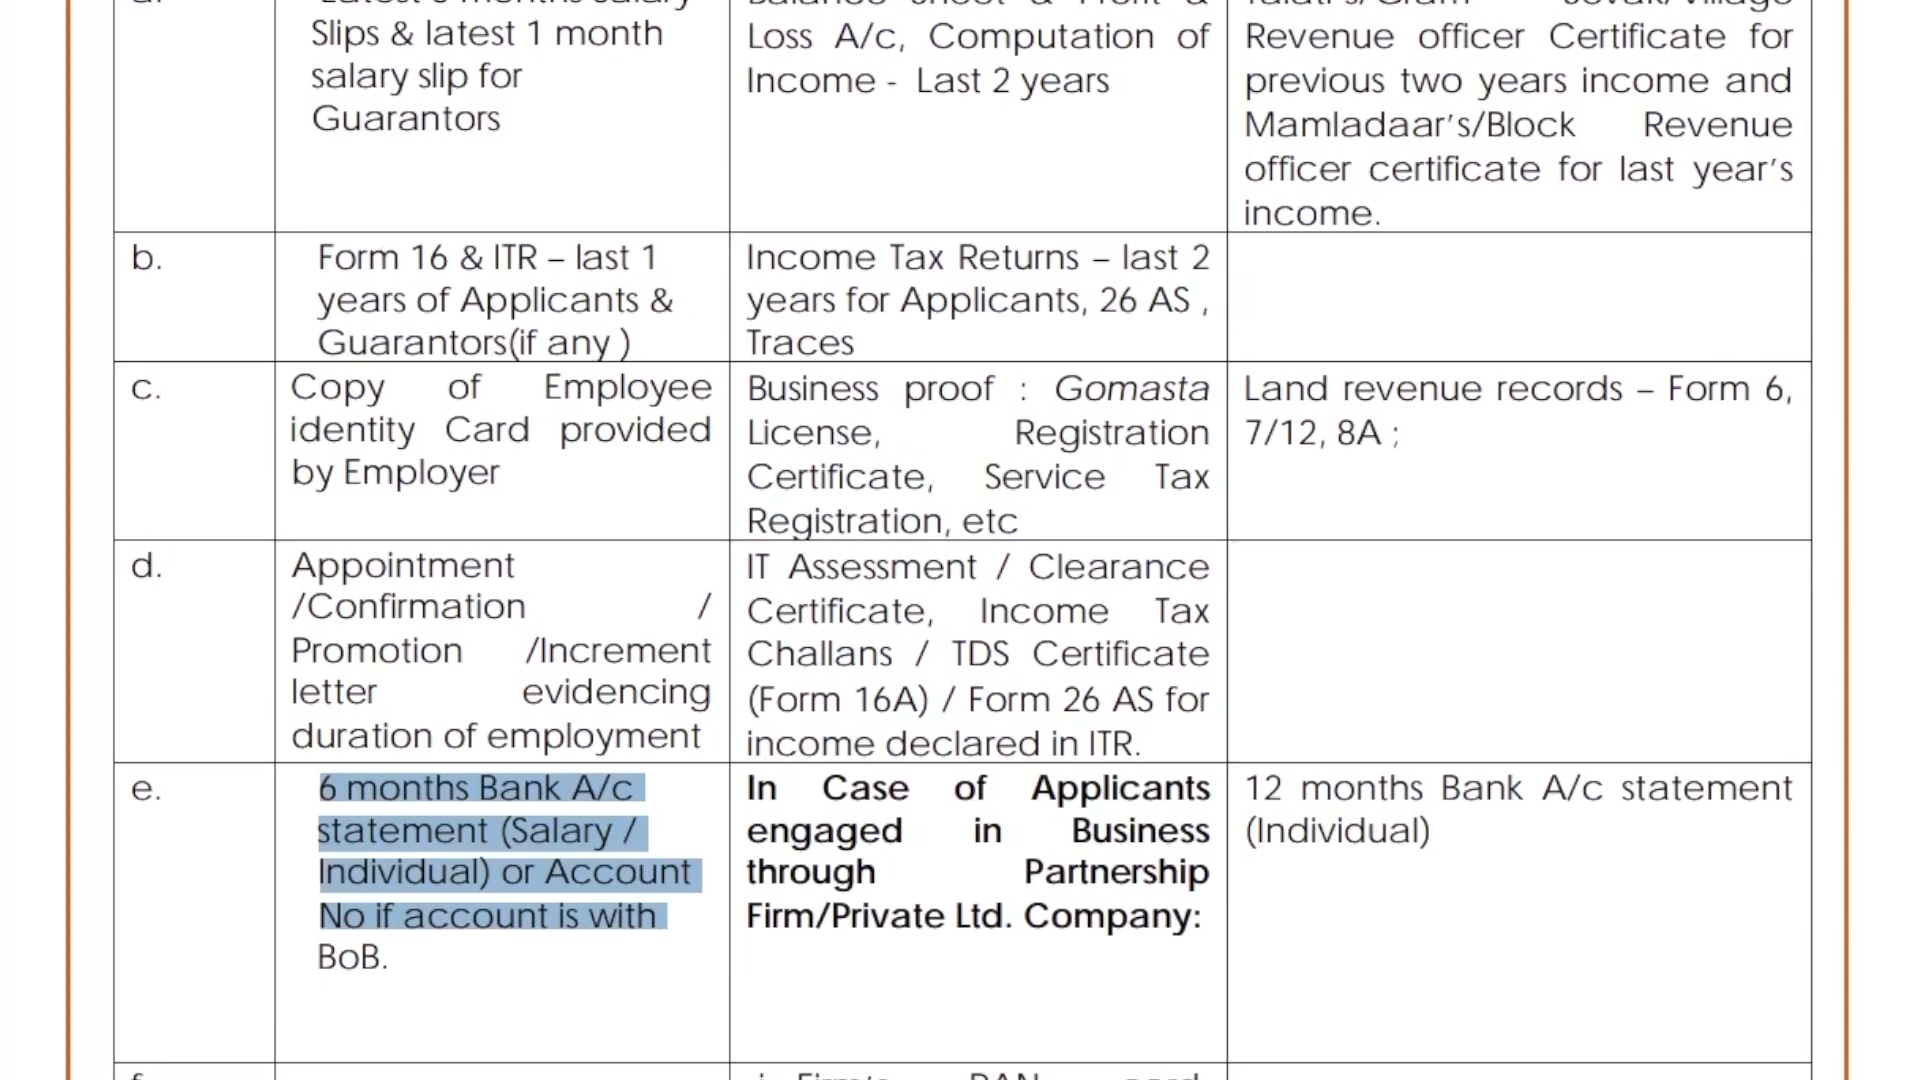 Slips & latest 1 month
salary slip for
Guarantors
Loss A/c, Computation of
Income - Last 2 years
Revenue officer Certificate for
previous two years income and
Mamladaar's/Block Revenue
officer certificate for last year's
income.
b.
Form 16 & ITR – last 1
years of Applicants &
Guarantors(if any )
Income Tax Returns – last 2
years for Applicants, 26 AS ,
Traces
c.
Copy of Employee
identity Card provided
by Employer
Business proof : Gomasta
License, Registration
Certificate, Service Tax
Registration, etc
Land revenue records – Form 6,
7/12, 8A ;
d.
Appointment
/Confirmation /
Promotion /Increment
letter evidencing
duration of employment
IT Assessment / Clearance
Certificate, Income Tax
Challans / TDS Certificate
(Form 16A) / Form 26 AS for
income declared in ITR.
e.
6 months Bank A/c
statement (Salary /
Individual) or Account
No if account is with
BoB.
In Case of Applicants
engaged in Business
through Partnership
Firm/Private Ltd. Company:
12 months Bank A/c statement
(Individual)